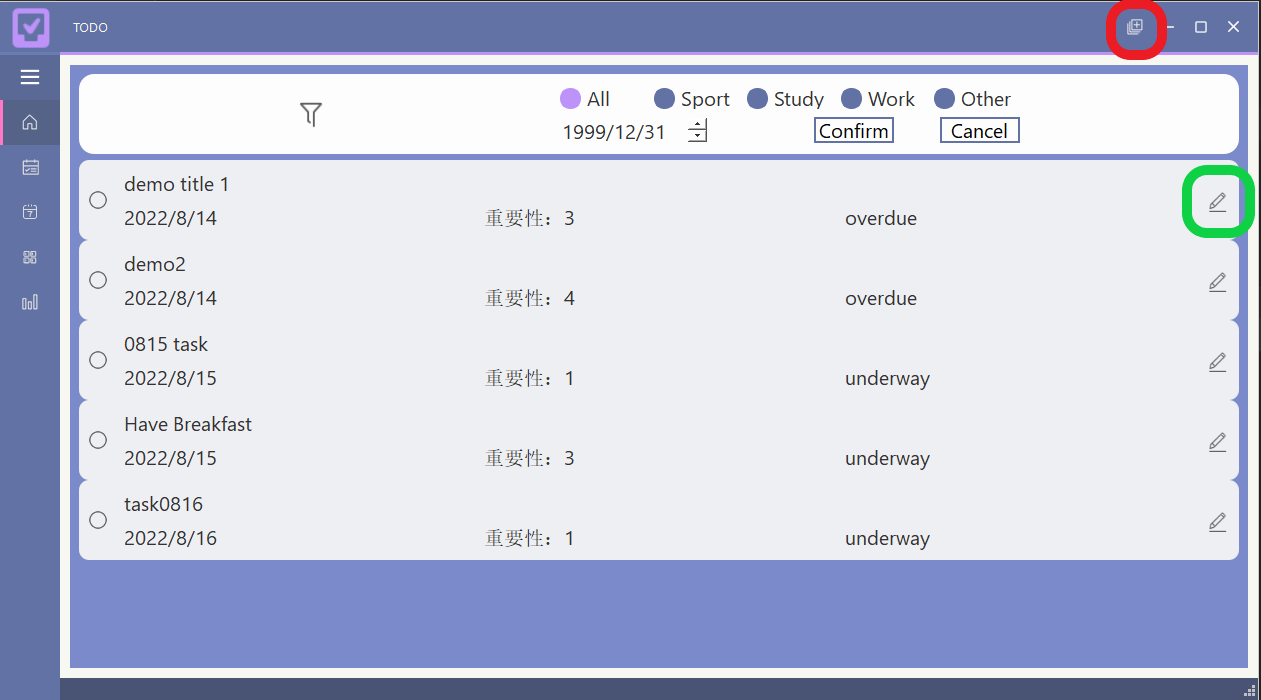 TODO
All Sport Study Work Other
1999/12/31 Confirm Cancel
demo title 1
2022/8/14 重要性：3 overdue
demo2
2022/8/14 重要性：4 overdue
0815 task
2022/8/15 重要性：1 underway
Have Breakfast
2022/8/15 重要性：3 underway
task0816
2022/8/16 重要性：1 underway
7